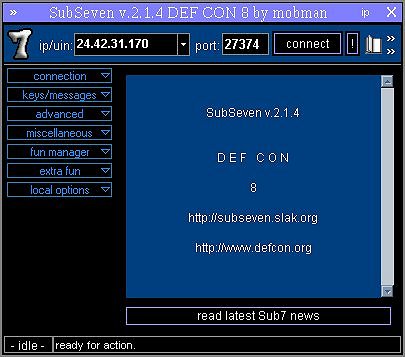 » SubSeven v.2.1.4 DEF CON 8 by mobman ip X
7 ip/uin: 24.42.31.170 port: 27374 connect ! »
»
connection
keys/messages
advanced
miscellaneous
fun manager
extra fun
local options
SubSeven v.2.1.4
D E F C O N
8
http://subseven.slak.org
http://www.defcon.org
read latest Sub7 news
- idle - ready for action.